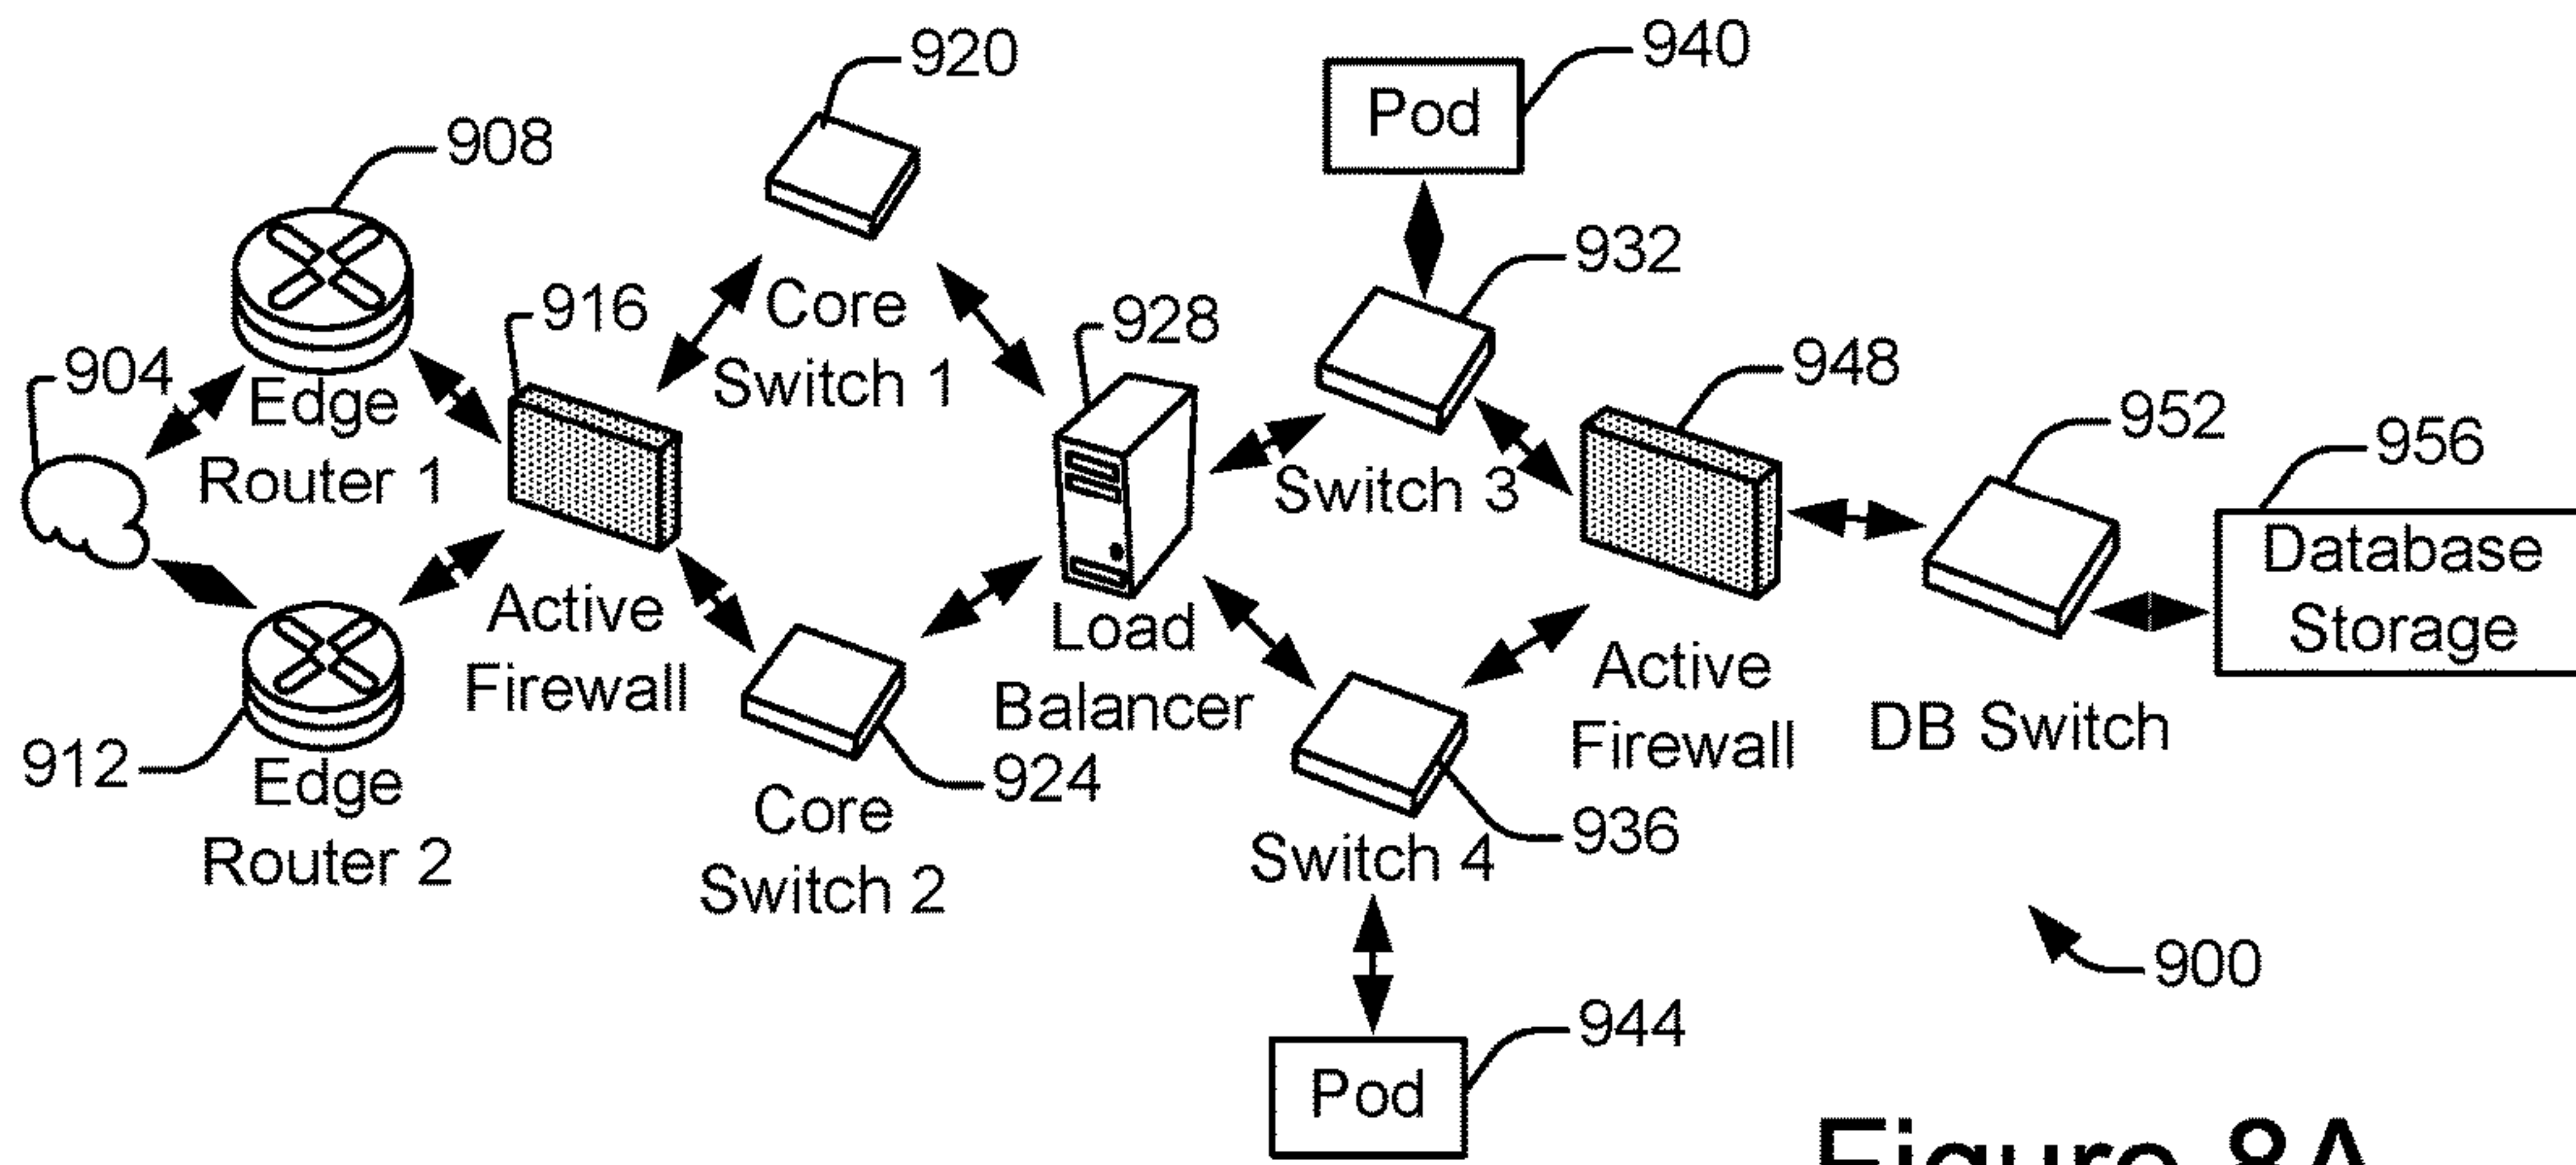 920
940
Pod
908
932
916
Core
Switch 1
928
948
904
Edge
Router 1
952
956
Switch 3
Database
Storage
Active
Firewall
Load
Balancer
Active
Firewall
DB Switch
912
Edge
Router 2
924
Core
Switch 2
936
Switch 4
900
944
Pod
Figure 8A